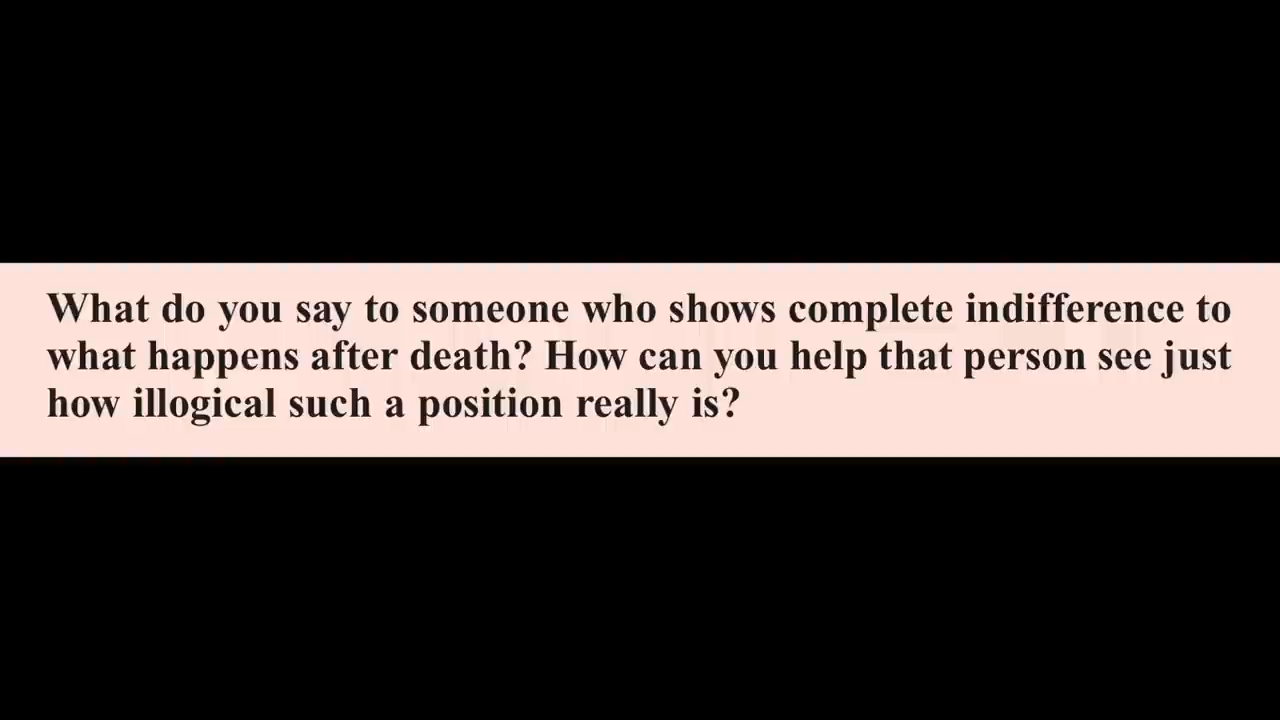 What do you say to someone who shows complete indifference to
what happens after death? How can you help that person see just
how illogical such a position really is?